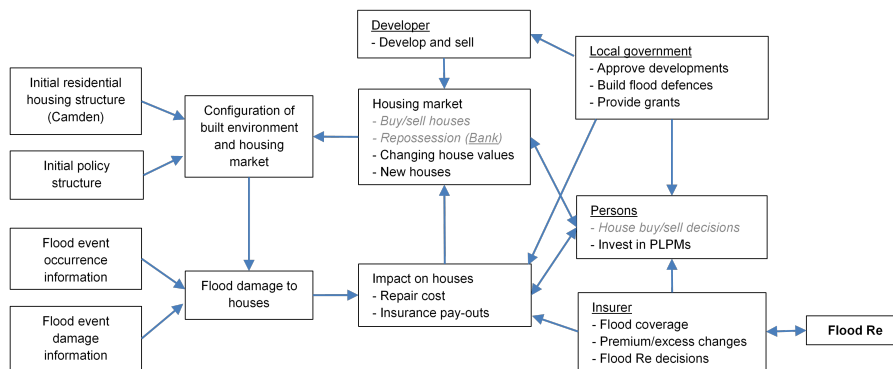 Developer
- Develop and sell
Local government
- Approve developments
- Build flood defences
- Provide grants
Initial residential
housing structure
(Camden)
Configuration of
built environment
and housing
market
Housing market
- Buy/sell houses
- Repossession (Bank)
- Changing house values
- New houses
Initial policy
structure
Persons
- House buy/sell decisions
- Invest in PLPMs
Flood event
occurrence
information
Flood damage to
houses
Impact on houses
- Repair cost
- Insurance pay-outs
Flood event
damage
information
Insurer
- Flood coverage
- Premium/excess changes
- Flood Re decisions
Flood Re